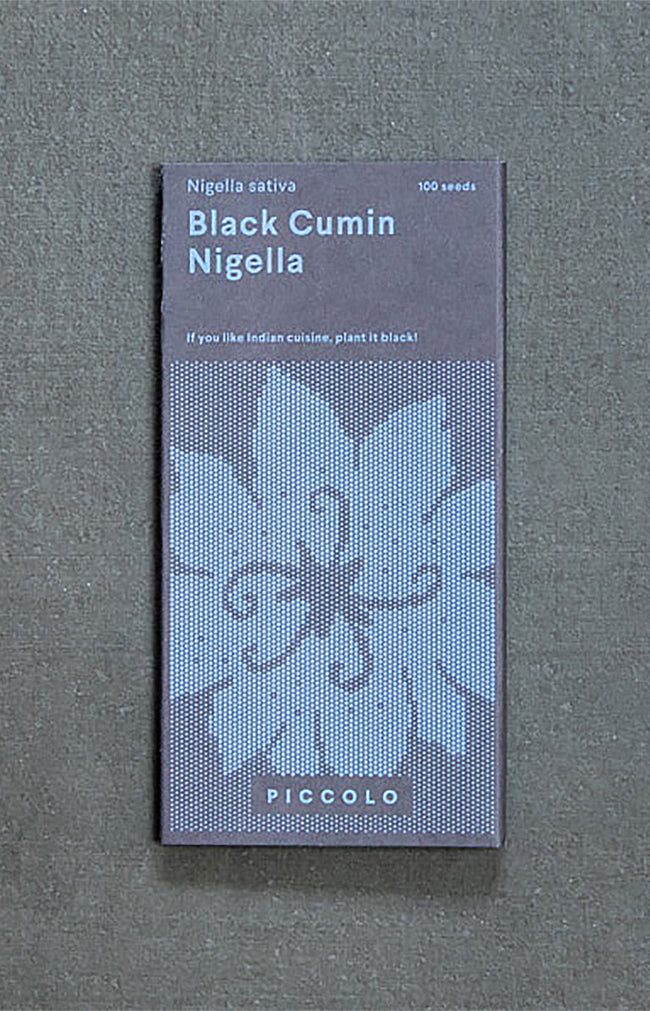 Nigella sativa
100 seeds
Black Cumin
Nigella
If you like Indian cuisine, plant it black!
PICCOLO